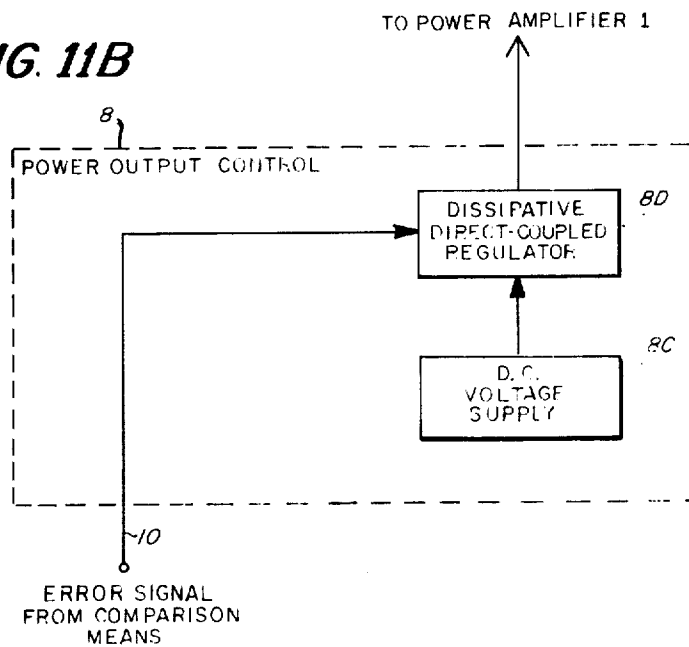 TO POWER AMPLIFIER 1
IG. 11B
8
POWER OUTPUT CONTROL
8D
DISSIPATIVE
DIRECT-COUPLED
REGULATOR
8C
D.C.
VOLTAGE
SUPPLY
10
ERROR SIGNAL
FROM COMPARISON
MEANS